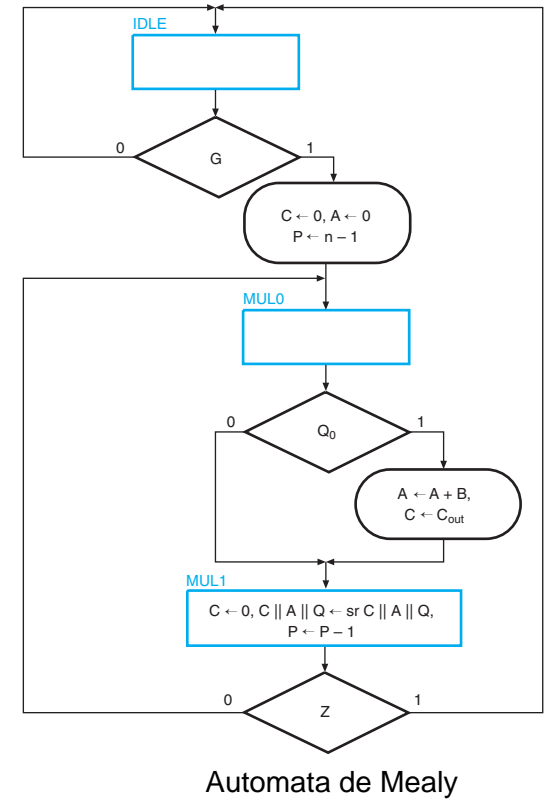 IDLE
0
G
1
C ← 0, A ← 0
P ← n – 1
MUL0
0
Q₀
1
A ← A + B,
C ← Cout
MUL1
C ← 0, C || A || Q ← sr C || A || Q,
P ← P – 1
0
Z
1
Automata de Mealy